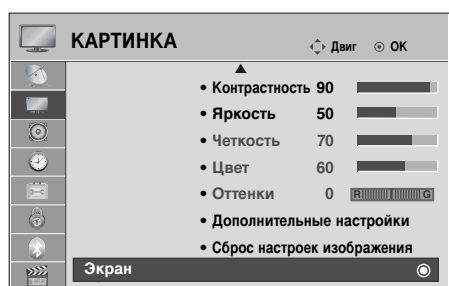 КАРТИНКА Двиг OK
• Контрастность 90
• Яркость 50
• Четкость 70
• Цвет 60
• Оттенки 0 R G
• Дополнительные настройки
• Сброс настроек изображения
Экран